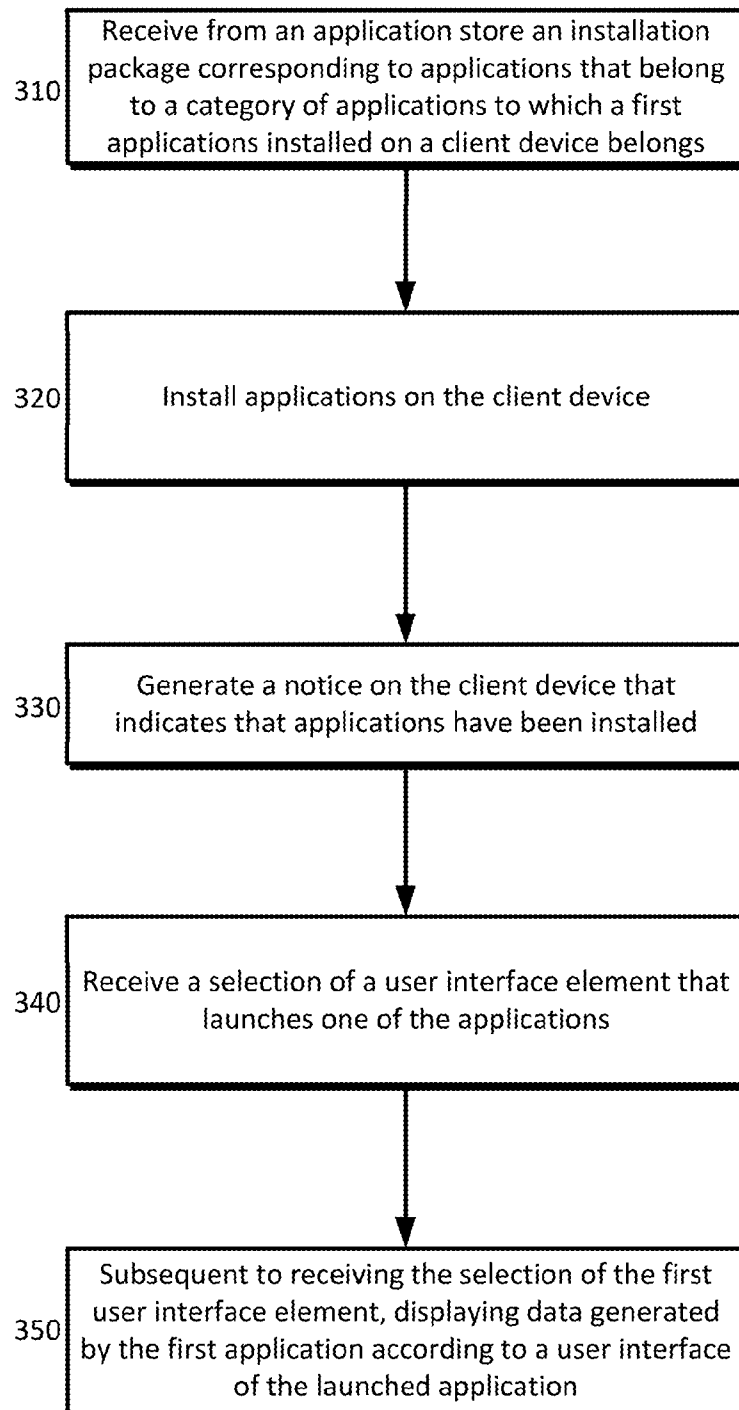 310
Receive from an application store an installation
package corresponding to applications that belong
to a category of applications to which a first
applications installed on a client device belongs
320
Install applications on the client device
330
Generate a notice on the client device that
indicates that applications have been installed
340
Receive a selection of a user interface element that
launches one of the applications
350
Subsequent to receiving the selection of the first
user interface element, displaying data generated
by the first application according to a user interface
of the launched application